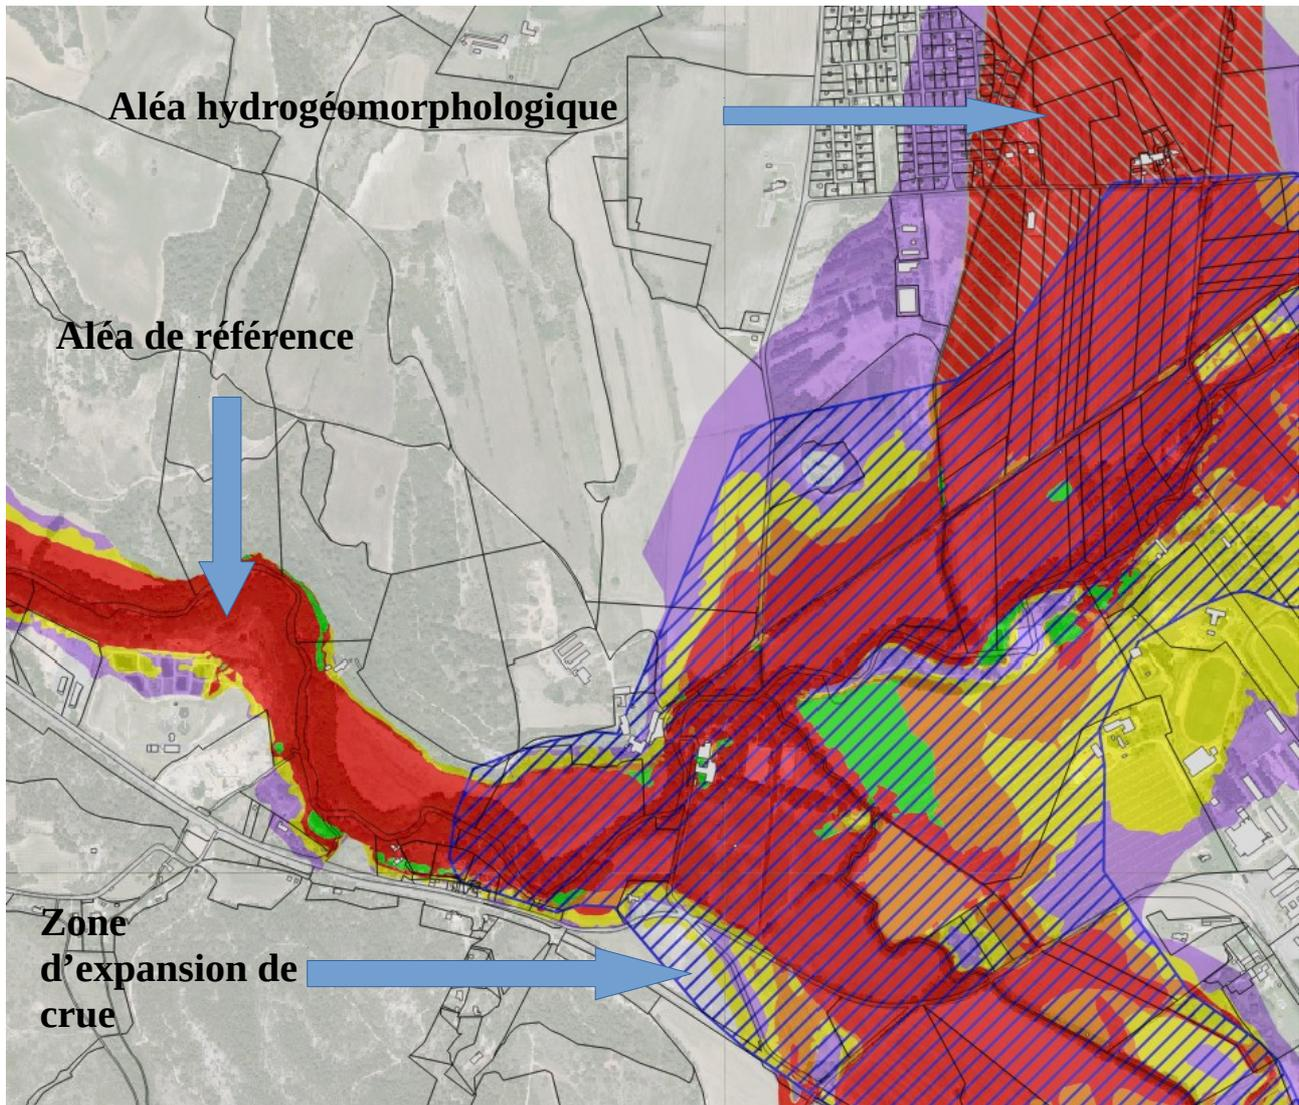 Aléa hydrogéomorphologique
Aléa de référence
Zone
d’expansion de
crue